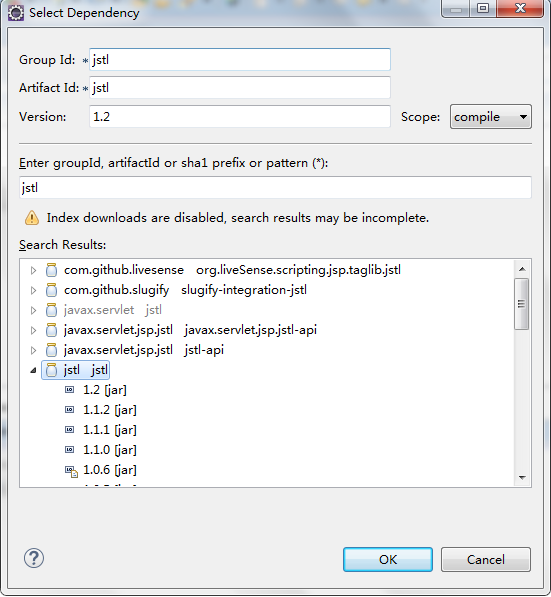 Select Dependency
Group Id: * jstl
Artifact Id: * jstl
Version: 1.2 Scope: compile
Enter groupId, artifactId or sha1 prefix or pattern (*):
jstl
Index downloads are disabled, search results may be incomplete.
Search Results:
com.github.livesense org.liveSense.scripting.jsp.taglib.jstl
com.github.slugify slugify-integration-jstl
javax.servlet jstl
javax.servlet.jsp.jstl javax.servlet.jsp.jstl-api
javax.servlet.jsp.jstl jstl-api
jstl jstl
1.2 [jar]
1.1.2 [jar]
1.1.1 [jar]
1.1.0 [jar]
1.0.6 [jar]
OK Cancel